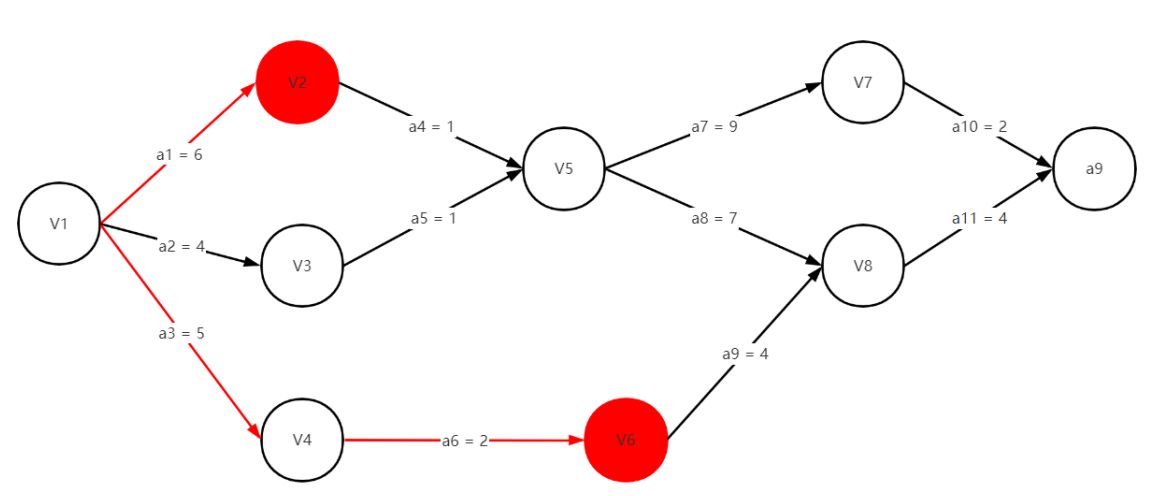 V2
V7
a4 = 1
a7 = 9
a10 = 2
a1 = 6
V5
a9
V1
a5 = 1
a8 = 7
a11 = 4
a2 = 4
V3
V8
a3 = 5
a9 = 4
V4
a6 = 2
V6